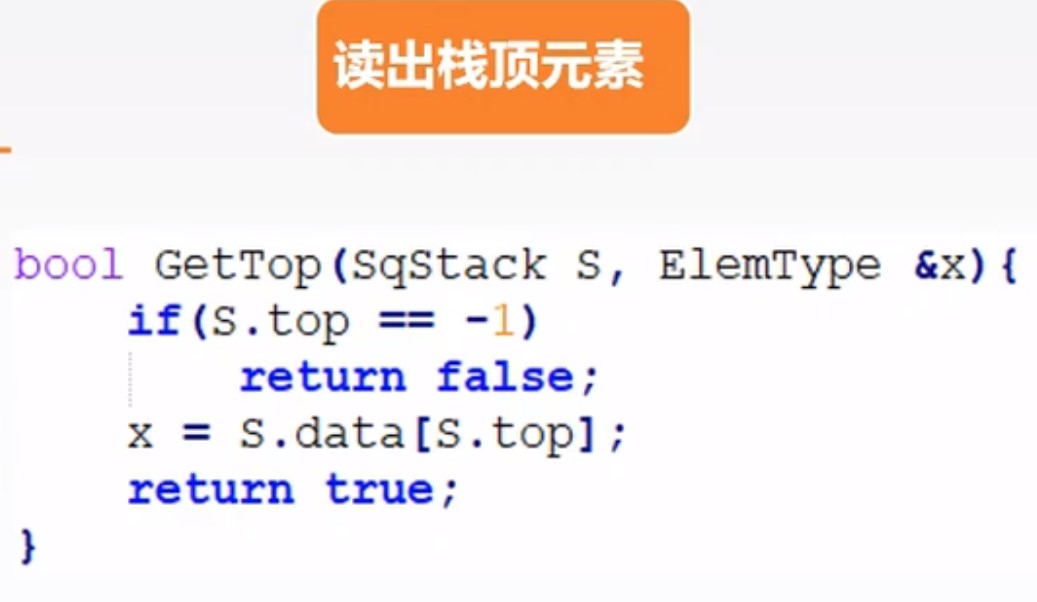 读出栈顶元素
bool GetTop(SqStack S, ElemType &x){
    if(S.top == -1)
        return false;
    x = S.data[S.top];
    return true;
}